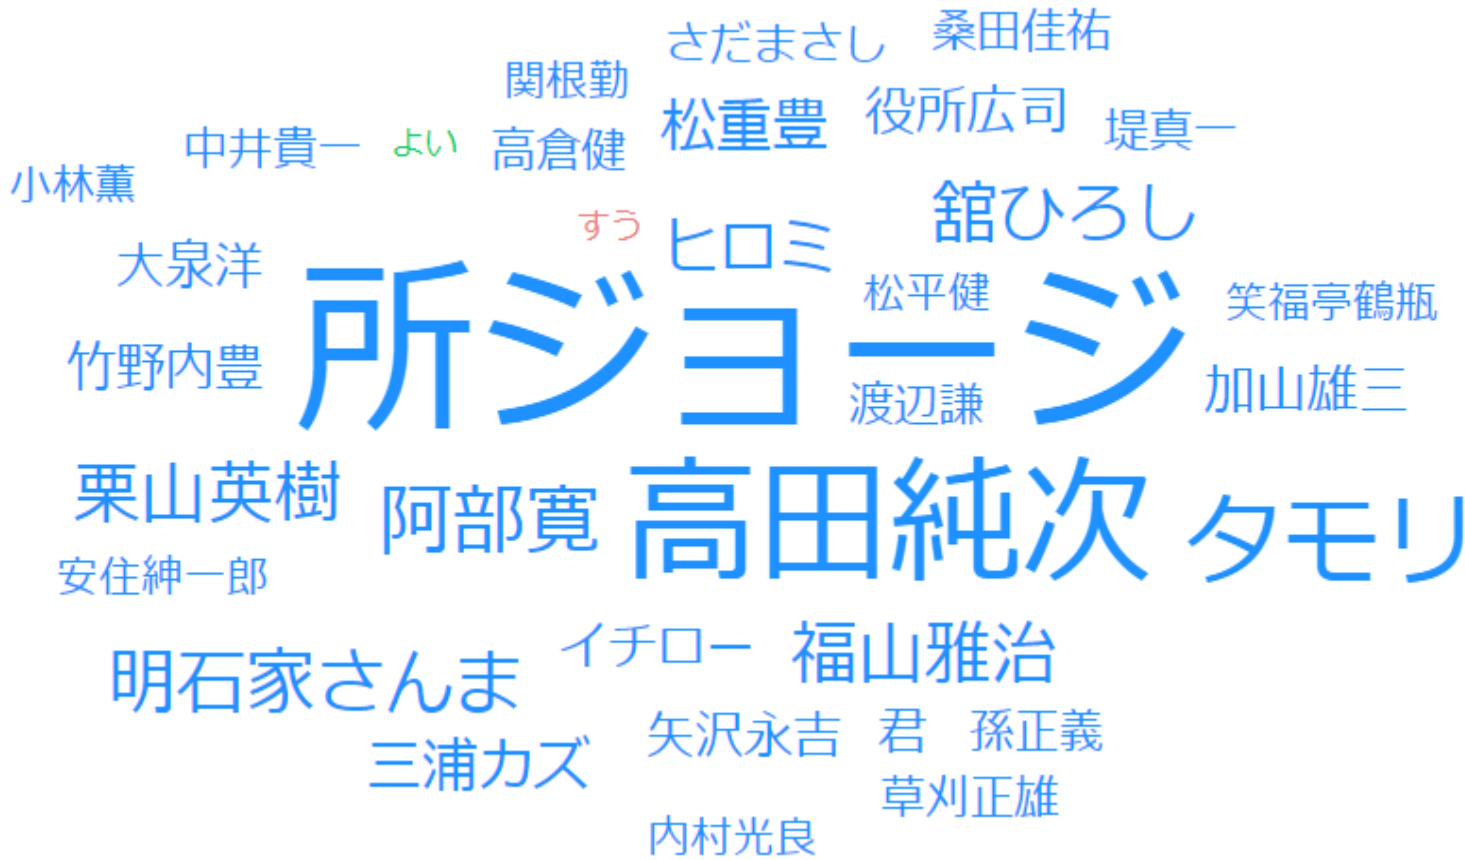 さだまさし
桑田佳祐
関根勤
松重豊
役所広司
堤真一
中井貴一
よい
高倉健
小林薫
すう
ヒロミ
舘ひろし
大泉洋
所ジョージ
松平健
笑福亭鶴瓶
竹野内豊
渡辺謙
加山雄三
栗山英樹
阿部寛
高田純次
タモリ
安住紳一郎
明石家さんま
イチロー
福山雅治
三浦カズ
矢沢永吉
君
孫正義
草刈正雄
内村光良